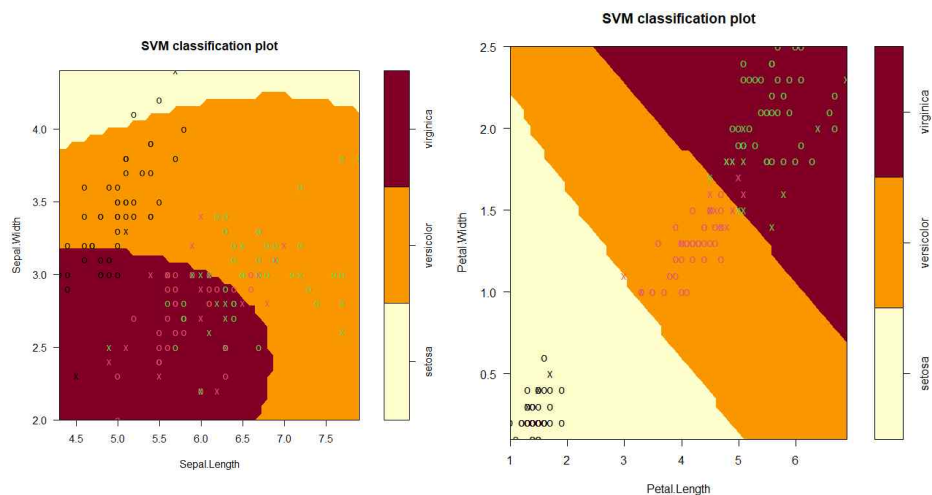 SVM classification plot
4.0
3.5
3.0
2.5
2.0
Sepal.Width
4.5 5.0 5.5 6.0 6.5 7.0 7.5
Sepal.Length
virginica
versicolor
setosa
SVM classification plot
2.5
2.0
1.5
1.0
0.5
Petal.Width
1 2 3 4 5 6
Petal.Length
virginica
versicolor
setosa